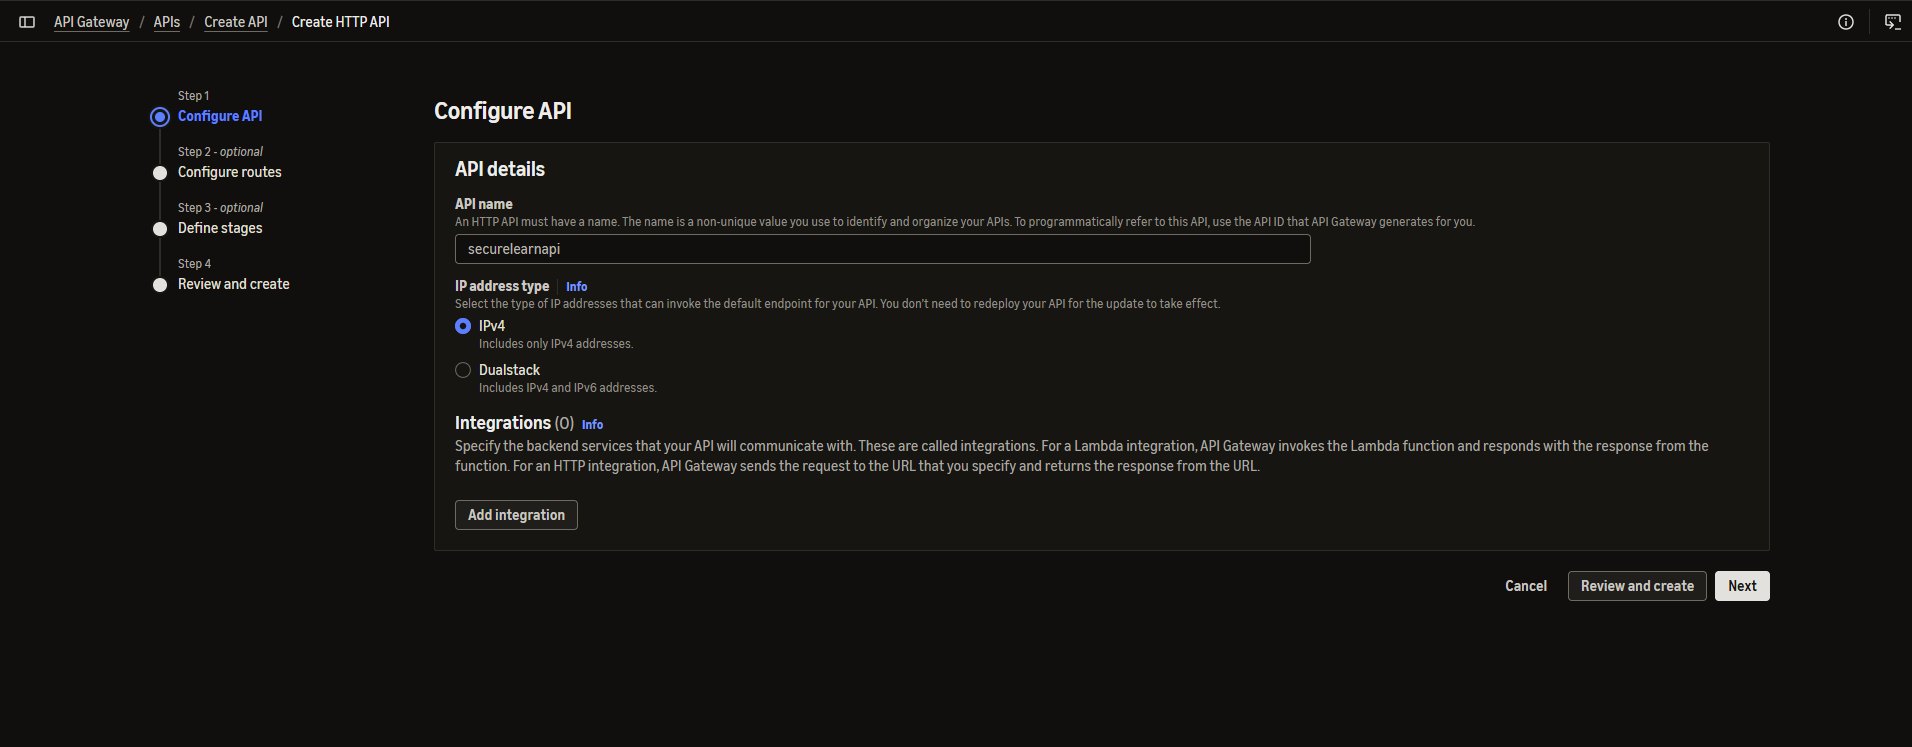 API Gateway / APIs / Create API / Create HTTP API
Step 1
Configure API
Step 2 - optional
Configure routes
Step 3 - optional
Define stages
Step 4
Review and create
Configure API
API details
API name
An HTTP API must have a name. The name is a non-unique value you use to identify and organize your APIs. To programmatically refer to this API, use the API ID that API Gateway generates for you.
securelearnapi
IP address type Info
Select the type of IP addresses that can invoke the default endpoint for your API. You don't need to redeploy your API for the update to take effect.
IPv4
Includes only IPv4 addresses.
Dualstack
Includes IPv4 and IPv6 addresses.
Integrations (0) Info
Specify the backend services that your API will communicate with. These are called integrations. For a Lambda integration, API Gateway invokes the Lambda function and responds with the response from the
function. For an HTTP integration, API Gateway sends the request to the URL that you specify and returns the response from the URL.
Add integration
Cancel Review and create Next